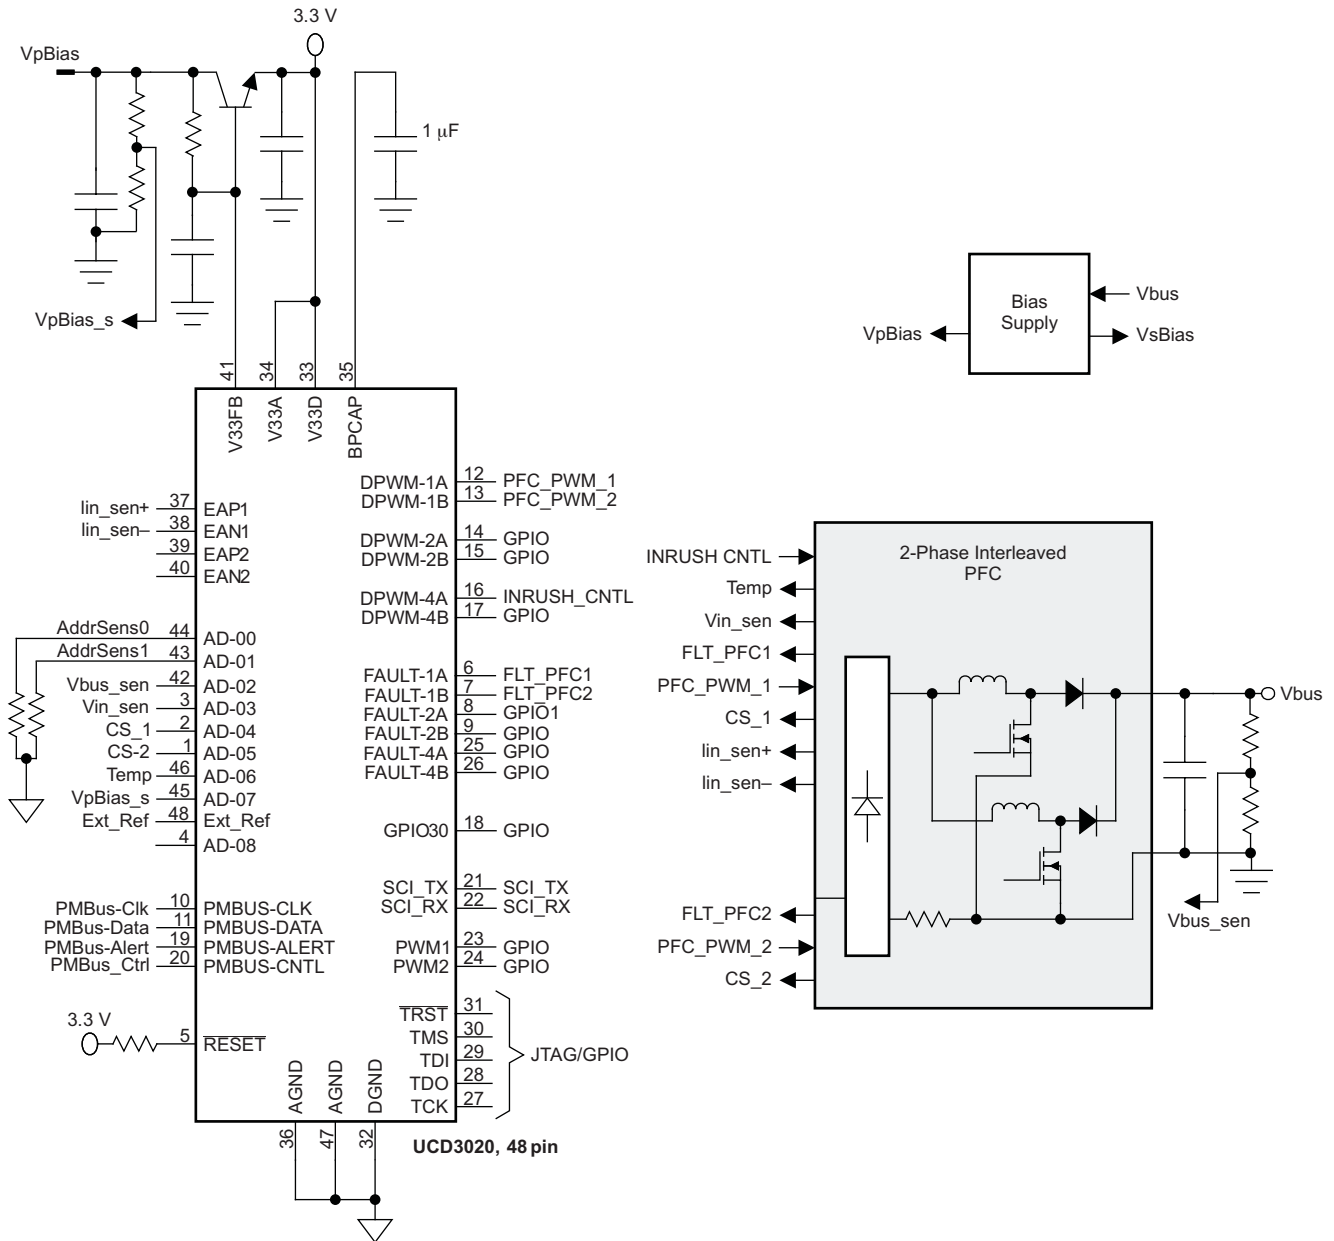 3.3 V
VpBias
1 μF
VpBias_s
41
34
33
35
V33FB
V33A
V33D
BPCAP
Iin_sen+ 37 EAP1
Iin_sen– 38 EAN1
39 EAP2
40 EAN2
AddrSens0 44 AD-00
AddrSens1 43 AD-01
Vbus_sen 42 AD-02
Vin_sen 3 AD-03
CS_1 2 AD-04
CS-2 1 AD-05
Temp 46 AD-06
VpBias_s 45 AD-07
Ext_Ref 48 Ext_Ref
4 AD-08
PMBus-Clk 10 PMBUS-CLK
PMBus-Data 11 PMBUS-DATA
PMBus-Alert 19 PMBUS-ALERT
PMBus_Ctrl 20 PMBUS-CNTL
3.3 V
5 RESET
DPWM-1A 12 PFC_PWM_1
DPWM-1B 13 PFC_PWM_2
DPWM-2A 14 GPIO
DPWM-2B 15 GPIO
DPWM-4A 16 INRUSH_CNTL
DPWM-4B 17 GPIO
FAULT-1A 6 FLT_PFC1
FAULT-1B 7 FLT_PFC2
FAULT-2A 8 GPIO1
FAULT-2B 9 GPIO
FAULT-4A 25 GPIO
FAULT-4B 26 GPIO
GPIO30 18 GPIO
SCI_TX 21 SCI_TX
SCI_RX 22 SCI_RX
PWM1 23 GPIO
PWM2 24 GPIO
TRST 31
TMS 30
TDI 29
TDO 28
TCK 27
JTAG/GPIO
AGND
AGND
DGND
36
47
32
UCD3020, 48 pin
Bias
Supply
Vbus
VpBias
VsBias
2-Phase Interleaved
PFC
INRUSH CNTL
Temp
Vin_sen
FLT_PFC1
PFC_PWM_1
CS_1
Iin_sen+
Iin_sen–
FLT_PFC2
PFC_PWM_2
CS_2
Vbus
Vbus_sen